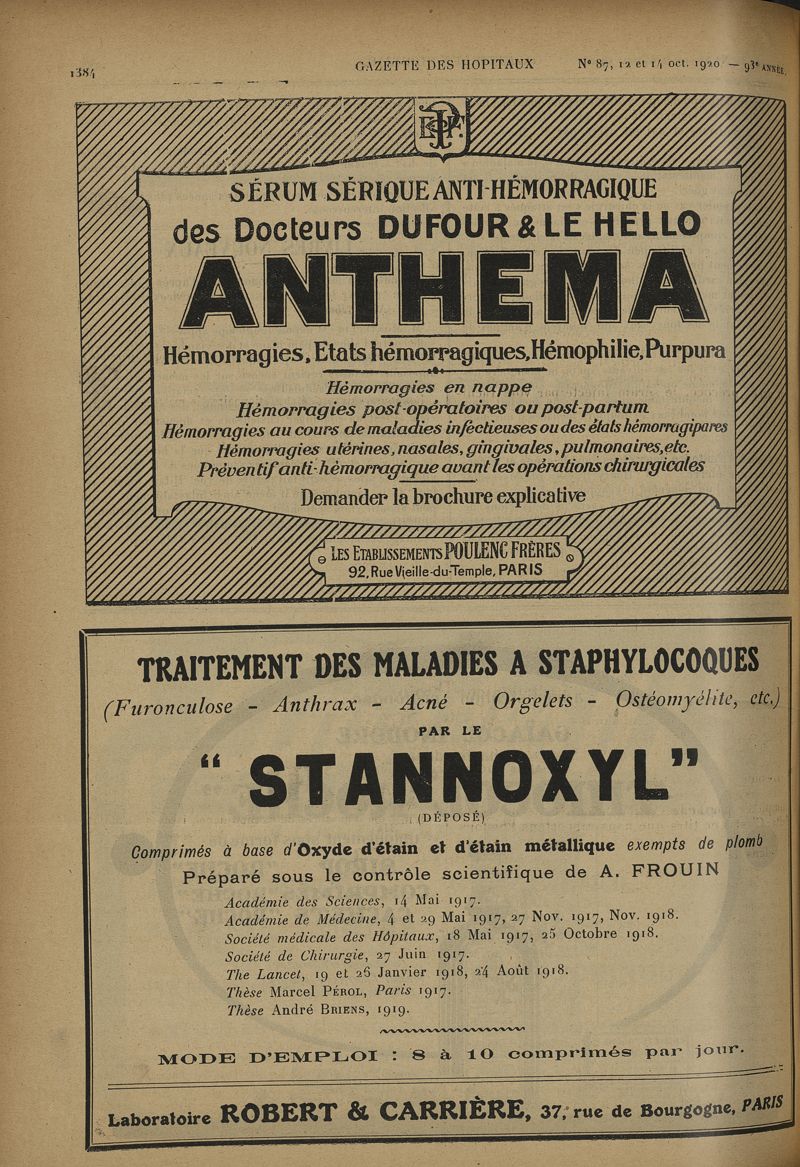 1384 GAZETTE DES HOPITAUX N° 87, 12 et 14 oct. 1920 — 93e ANNÉE.
SÉRUM SÉRIQUE ANTI-HÉMORRAGIQUE
des Docteurs DUFOUR & LE HELLO
ANTHEMA
Hémorragies, Etats hémorragiques, Hémophilie, Purpura
Hémorragies en nappe
Hémorragies post-opératoires ou post-partum
Hémorragies au cours de maladies infectieuses ou des états hémorragipares
Hémorragies utérines, nasales, gingivales, pulmonaires, etc.
Préventif anti-hémorragique avant les opérations chirurgicales
Demander la brochure explicative
LES ETABLISSEMENTS POULENC FRÈRES
92, Rue Vieille-du-Temple, PARIS
TRAITEMENT DES MALADIES A STAPHYLOCOQUES
(Furonculose - Anthrax - Acné - Orgelets - Ostéomyélite, etc.)
PAR LE
“ STANNOXYL”
(DÉPOSÉ)
Comprimés à base d'Oxyde d'étain et d'étain métallique exempts de plomb
Préparé sous le contrôle scientifique de A. FROUIN
Académie des Sciences, 14 Mai 1917.
Académie de Médecine, 4 et 29 Mai 1917, 27 Nov. 1917, Nov. 1918.
Société médicale des Hôpitaux, 18 Mai 1917, 25 Octobre 1918.
Société de Chirurgie, 27 Juin 1917.
The Lancet, 19 et 26 Janvier 1918, 24 Août 1918.
Thèse Marcel PÉROL, Paris 1917.
Thèse André BRIENS, 1919.
MODE D'EMPLOI : 8 à 10 comprimés par jour.
Laboratoire ROBERT & CARRIÈRE, 37, rue de Bourgogne, PARIS